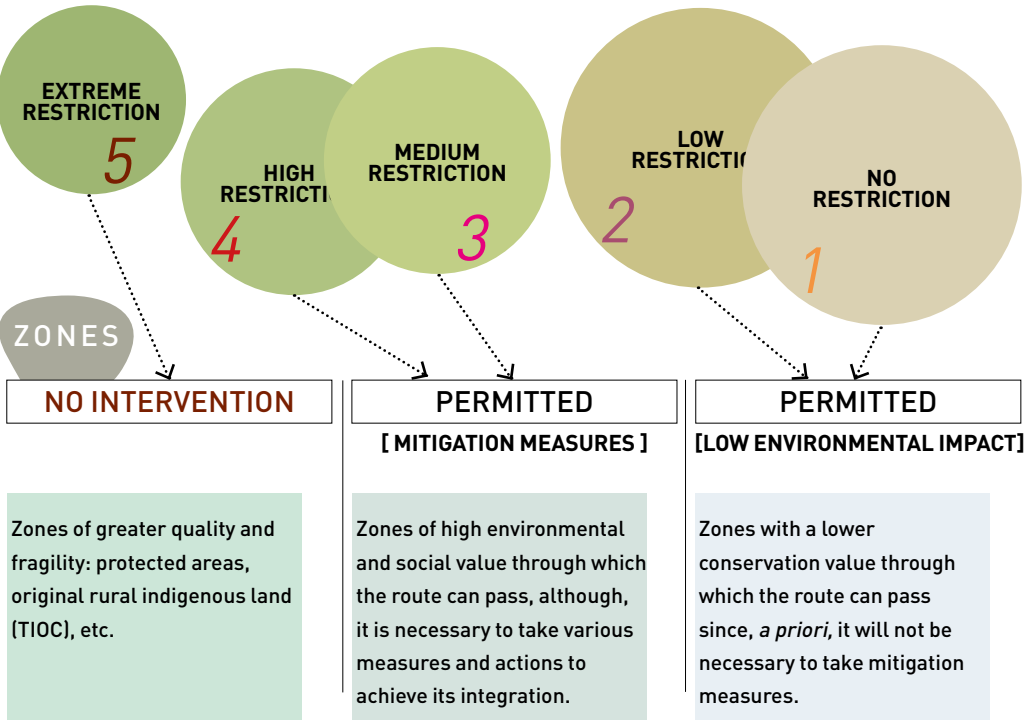 EXTREME
RESTRICTION
5
HIGH
RESTRICTI
4
MEDIUM
RESTRICTION
3
LOW
RESTRICTIO
2
NO
RESTRICTION
1
ZONES
NO INTERVENTION
Zones of greater quality and
fragility: protected areas,
original rural indigenous land
(TIOC), etc.
PERMITTED
[ MITIGATION MEASURES ]
Zones of high environmental
and social value through which
the route can pass, although,
it is necessary to take various
measures and actions to
achieve its integration.
PERMITTED
[LOW ENVIRONMENTAL IMPACT]
Zones with a lower
conservation value through
which the route can pass
since, a priori, it will not be
necessary to take mitigation
measures.